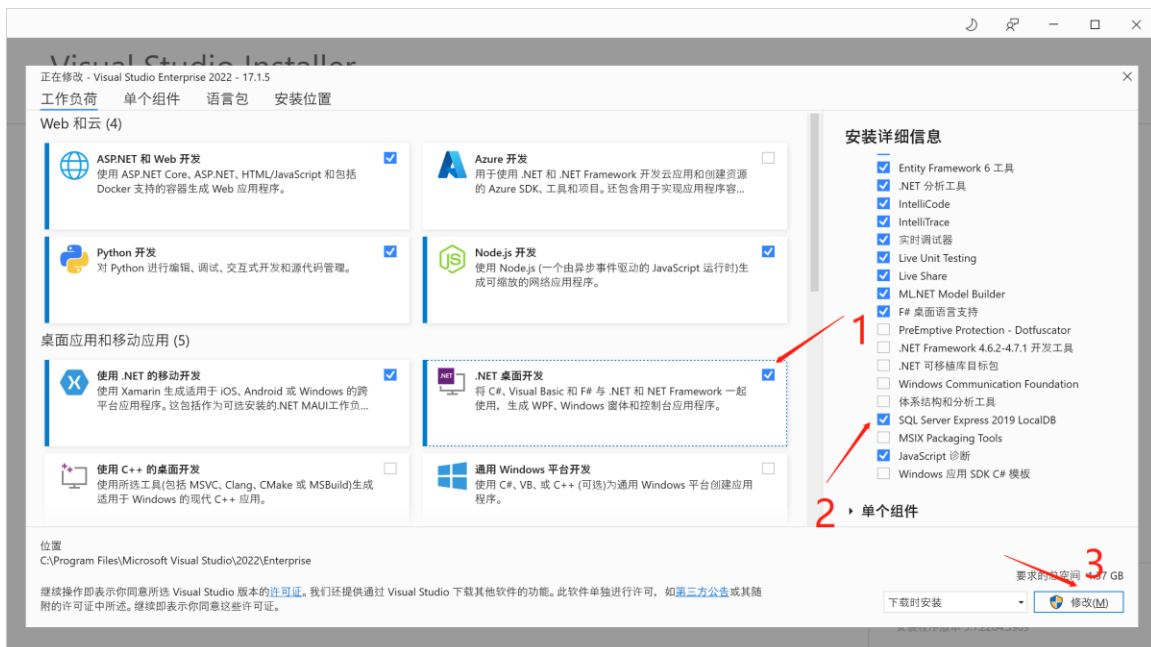 Visual Studio Installer
正在修改 - Visual Studio Enterprise 2022 - 17.1.5
工作负荷 单个组件 语言包 安装位置
Web 和云 (4)
ASP.NET 和 Web 开发
使用 ASP.NET Core、ASP.NET、HTML/JavaScript 和包括
Docker 支持的容器生成 Web 应用程序。
Azure 开发
用于使用 .NET 和 .NET Framework 开发云应用和创建资源
的 Azure SDK、工具和项目。还包含用于实现应用程序容...
Python 开发
对 Python 进行编辑、调试、交互式开发和源代码管理。
JS
Node.js 开发
使用 Node.js (一个由异步事件驱动的 JavaScript 运行时)生
成可缩放的网络应用程序。
桌面应用和移动应用 (5)
使用 .NET 的移动开发
使用 Xamarin 生成适用于 iOS、Android 或 Windows 的跨
平台应用程序。这包括作为可选安装的.NET MAUI工作负...
.NET
.NET 桌面开发
将 C#、Visual Basic 和 F# 与 .NET 和 NET Framework 一起
使用，生成 WPF、Windows 窗体和控制台应用程序。
使用 C++ 的桌面开发
使用所选工具(包括 MSVC、Clang、CMake 或 MSBuild)生成
适用于 Windows 的现代 C++ 应用。
通用 Windows 平台开发
使用 C#、VB、或 C++ (可选)为通用 Windows 平台创建应用
程序。
安装详细信息
Entity Framework 6 工具
.NET 分析工具
IntelliCode
IntelliTrace
实时调试器
Live Unit Testing
Live Share
ML.NET Model Builder
F# 桌面语言支持
PreEmptive Protection - Dotfuscator
.NET Framework 4.6.2-4.7.1 开发工具
.NET 可移植库目标包
Windows Communication Foundation
体系结构和分析工具
SQL Server Express 2019 LocalDB
MSIX Packaging Tools
JavaScript 诊断
Windows 应用 SDK C# 模板
单个组件
1
2
3
位置
C:\Program Files\Microsoft Visual Studio\2022\Enterprise
继续操作即表示你同意所选 Visual Studio 版本的许可证。我们还提供通过 Visual Studio 下载其他软件的功能。此软件单独进行许可，如第三方公告或其随
附的许可证中所述。继续即表示你同意这些许可证。
要求的总空间 GB
下载时安装
修改(M)